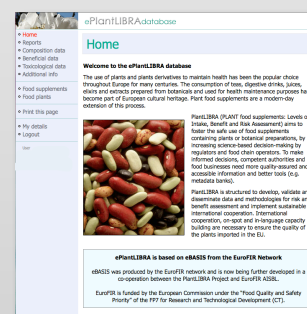 ePlantLIBRAdatabase
Home
Reports
Composition data
Beneficial data
Toxicological data
Additional info
Food supplements
Food plants
Print this page
My details
Logout
Home
Welcome to the ePlantLIBRA database
The use of plants and plants derivatives to maintain health has been the popular choice
throughout Europe for many centuries. The consumption of teas, digestive drinks, juices,
elixirs and extracts prepared from botanicals and used for health maintenance purposes has
become part of European cultural heritage. Plant food supplements are a modern-day
extension of this process.
PlantLIBRA (PLANT food supplements: Levels of
Intake, Benefit and Risk Assessment) aims to
foster the safe use of food supplements
containing plants or botanical preparations, by
increasing science-based decision-making by
regulators and food chain operators. To make
informed decisions, competent authorities and
food businesses need more quality-assured and
accessible information and better tools (e.g.
metadata banks).
PlantLIBRA is structured to develop, validate an
disseminate data and methodologies for risk an
benefit assessment and implement sustainable
international cooperation. International
cooperation, on-spot and in-language capacity
building are necessary to ensure the quality of
the plants imported in the EU.
ePlantLIBRA is based on eBASIS from the EuroFIR Network
eBASIS was produced by the EuroFIR network and is now being further developed in a
co-operation between the PlantLIBRA Project and EuroFIR AISBL.
EuroFIR is funded by the European Commission under the "Food Quality and Safety
Priority" of the FP7 for Research and Technological Development (CT).